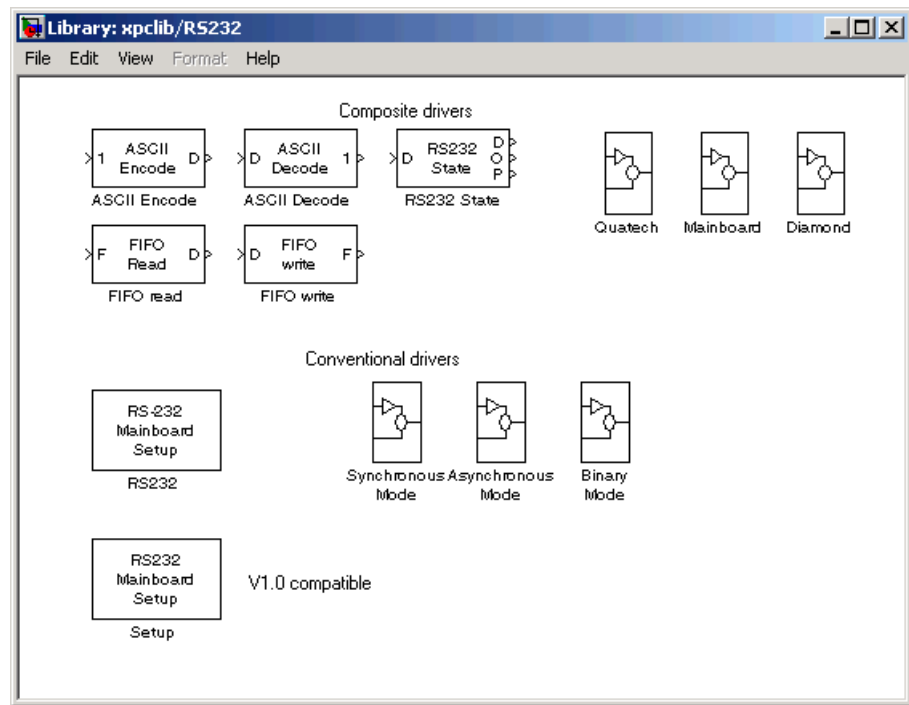 Library: xpclib/RS232
File Edit View Format Help
Composite drivers
1 ASCII Encode D
ASCII Encode
D ASCII Decode 1
ASCII Decode
D RS232 State D O P
RS232 State
Quatech
Mainboard
Diamond
F FIFO Read D
FIFO read
D FIFO write F
FIFO write
Conventional drivers
RS-232
Mainboard
Setup
RS232
Synchronous
Mode
Asynchronous
Mode
Binary
Mode
RS232
Mainboard
Setup
Setup
V1.0 compatible